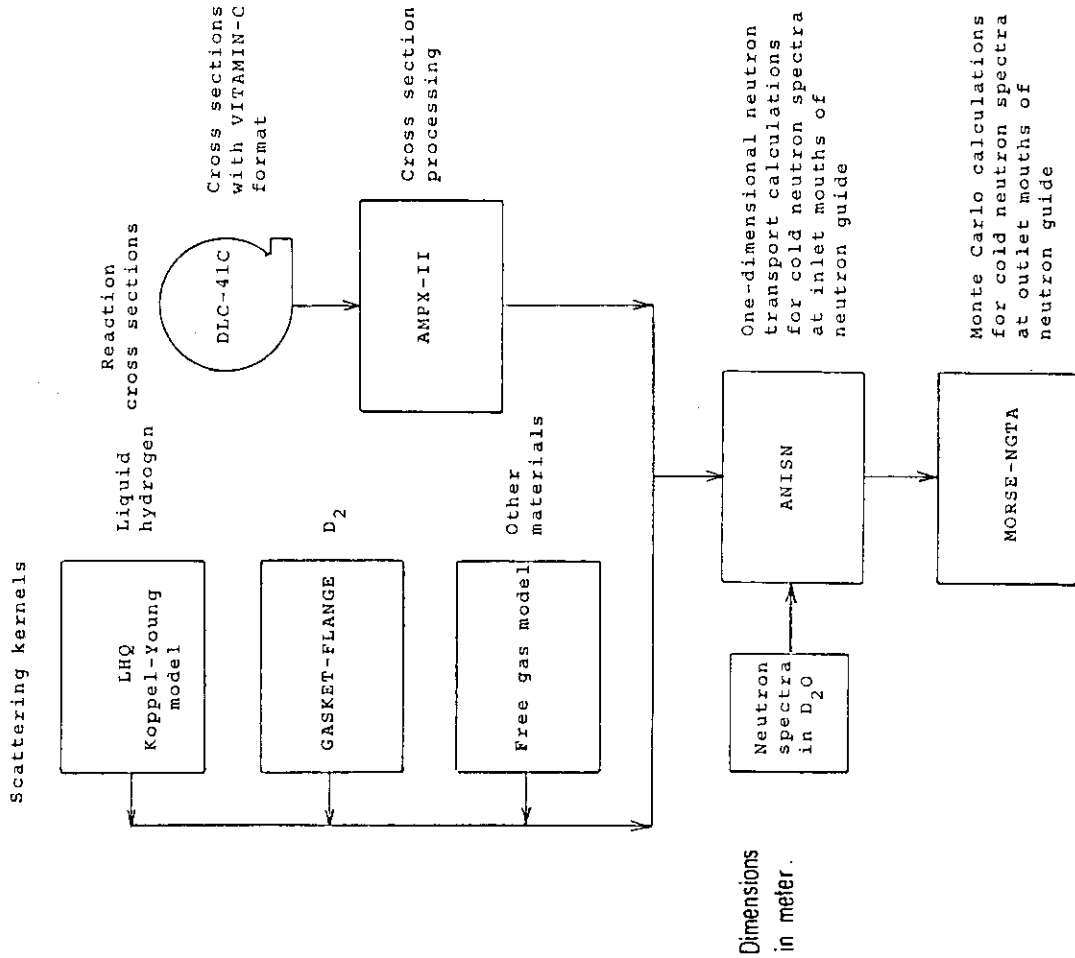 Scattering kernels
LHQ
Koppel-Young
model
Liquid
hydrogen
GASKET-FLANGE
D2
Free gas model
Other
materials
Reaction
cross sections
DLC-41C
Cross sections
with VITAMIN-C
format
AMPX-II
Cross section
processing
Neutron
spectra
in D2O
ANISN
One-dimensional neutron
transport calculations
for cold neutron spectra
at inlet mouths of
neutron guide
MORSE-NGTA
Monte Carlo calculations
for cold neutron spectra
at outlet mouths of
neutron guide
Dimensions
in meter.